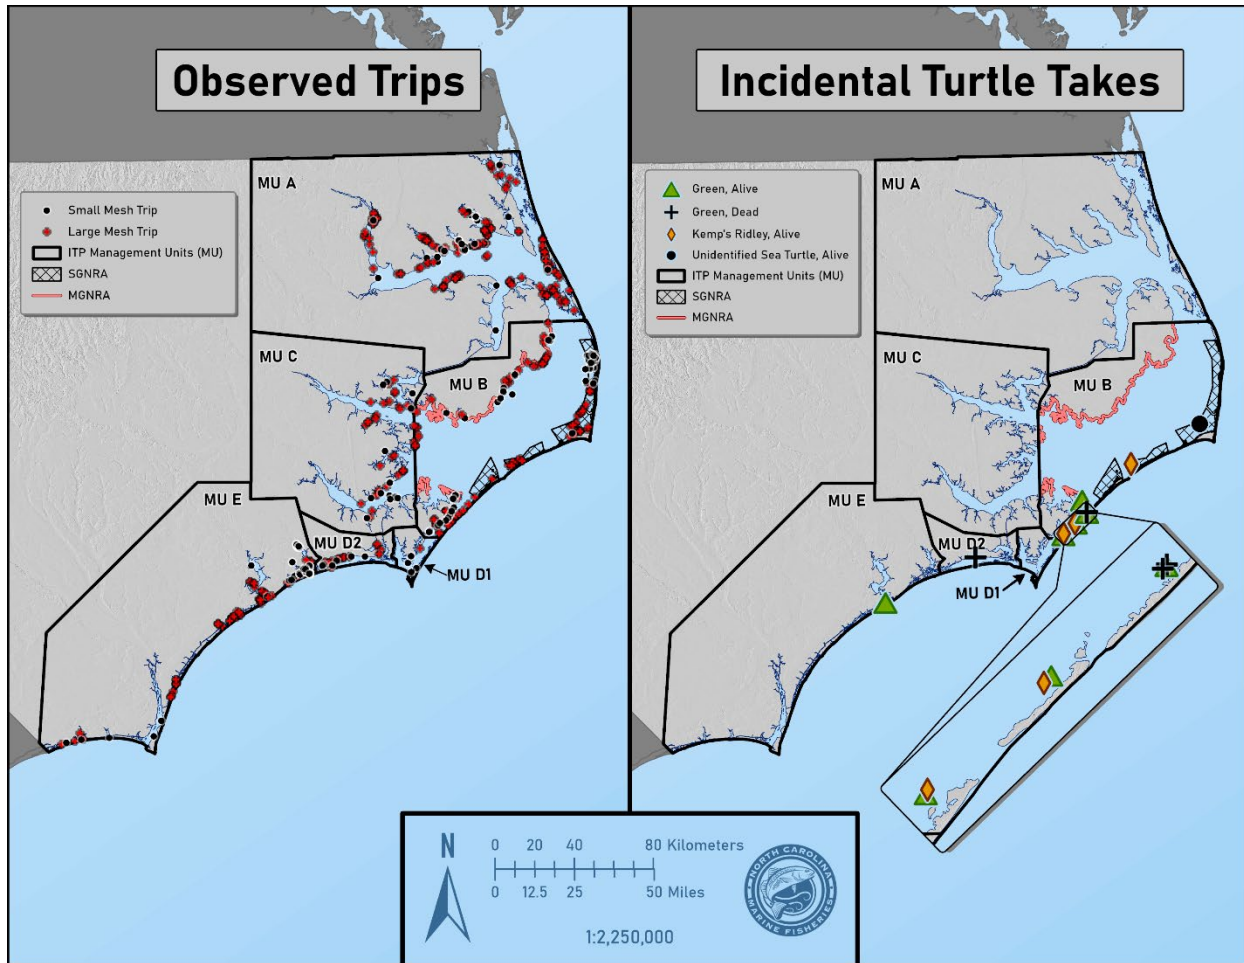 Observed Trips
MU A
Small Mesh Trip
Large Mesh Trip
ITP Management Units (MU)
SGNRA
MGNRA
MU C
MU B
MU E
MU D2
MU D1
Incidental Turtle Takes
MU A
Green, Alive
Green, Dead
Kemp's Ridley, Alive
Unidentified Sea Turtle, Alive
ITP Management Units (MU)
SGNRA
MGNRA
MU C
MU B
MU E
MU D2
MU D1
N
0 20 40 80 Kilometers
0 12.5 25 50 Miles
1:2,250,000
NORTH CAROLINA
MARINE FISHERIES